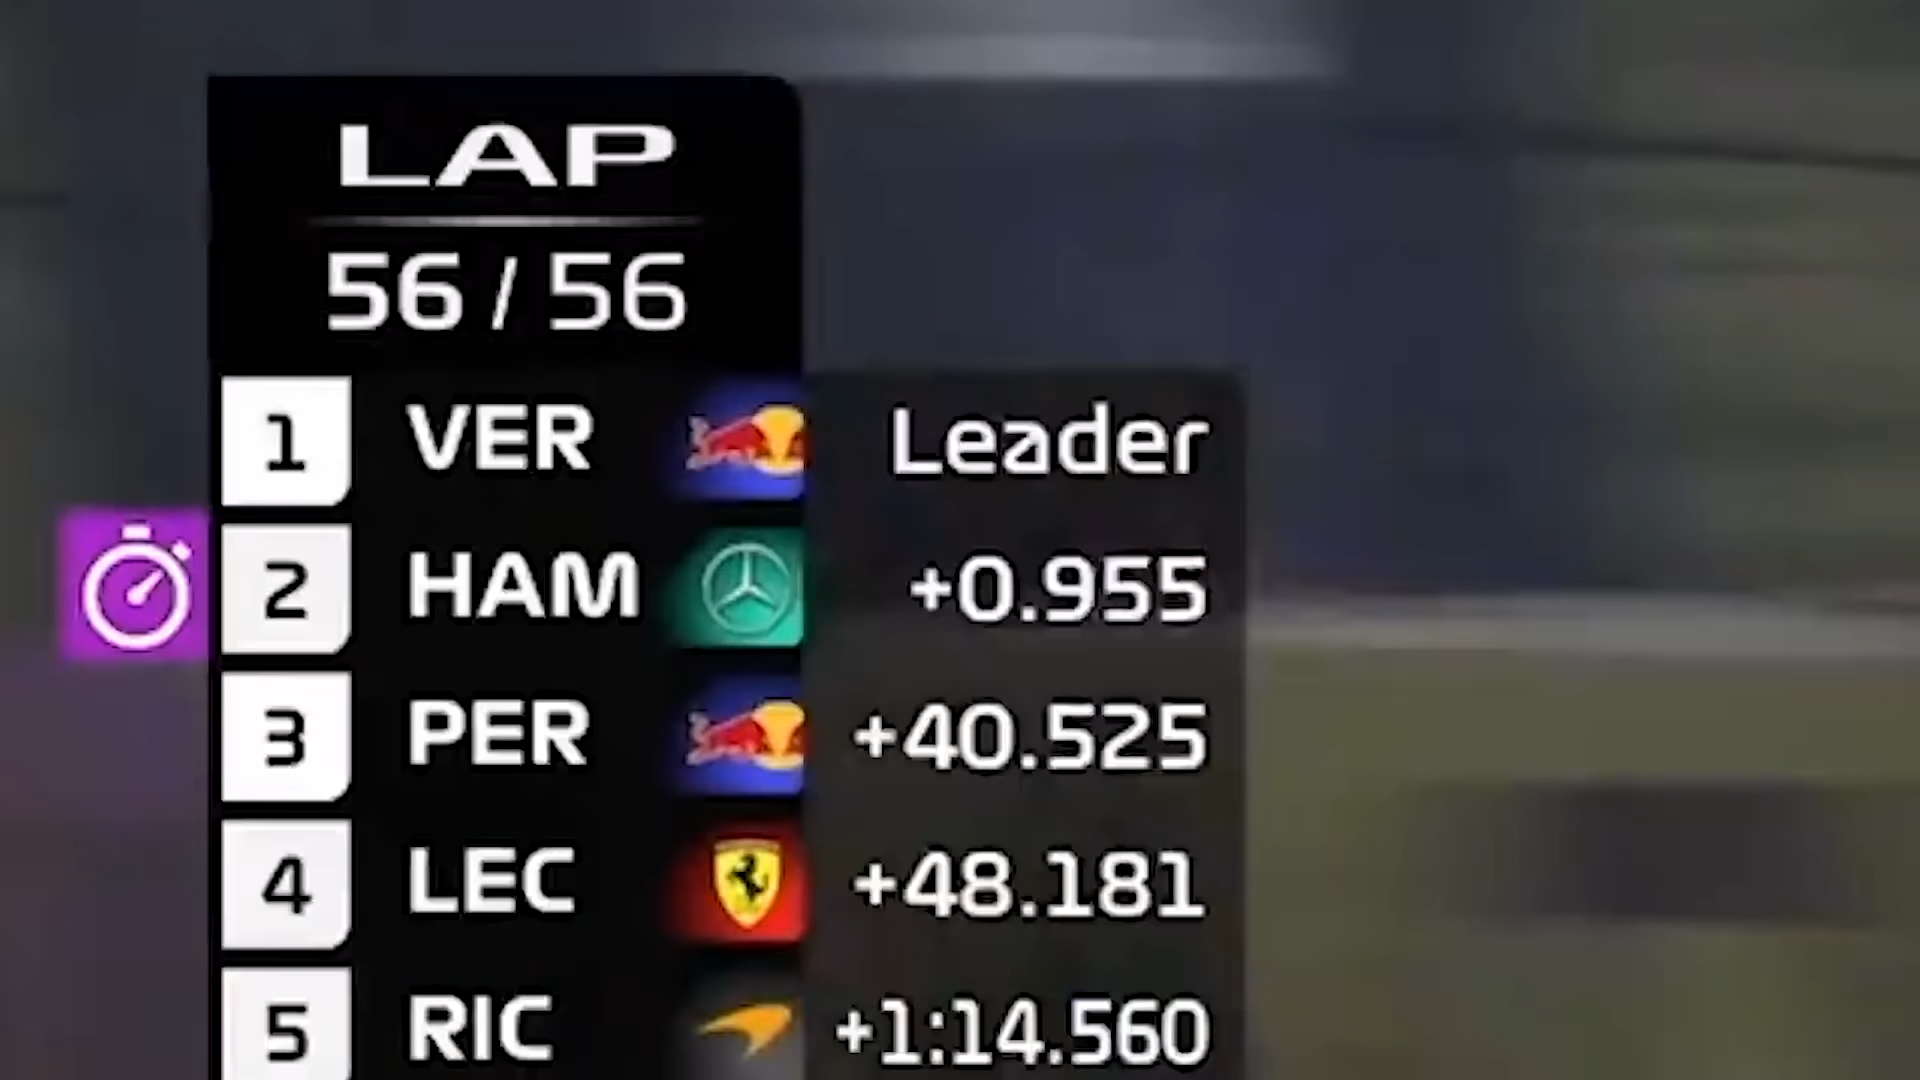 LAP
56 / 56
1 VER Leader
2 HAM +0.955
3 PER +40.525
4 LEC +48.181
5 RIC +1:14.560